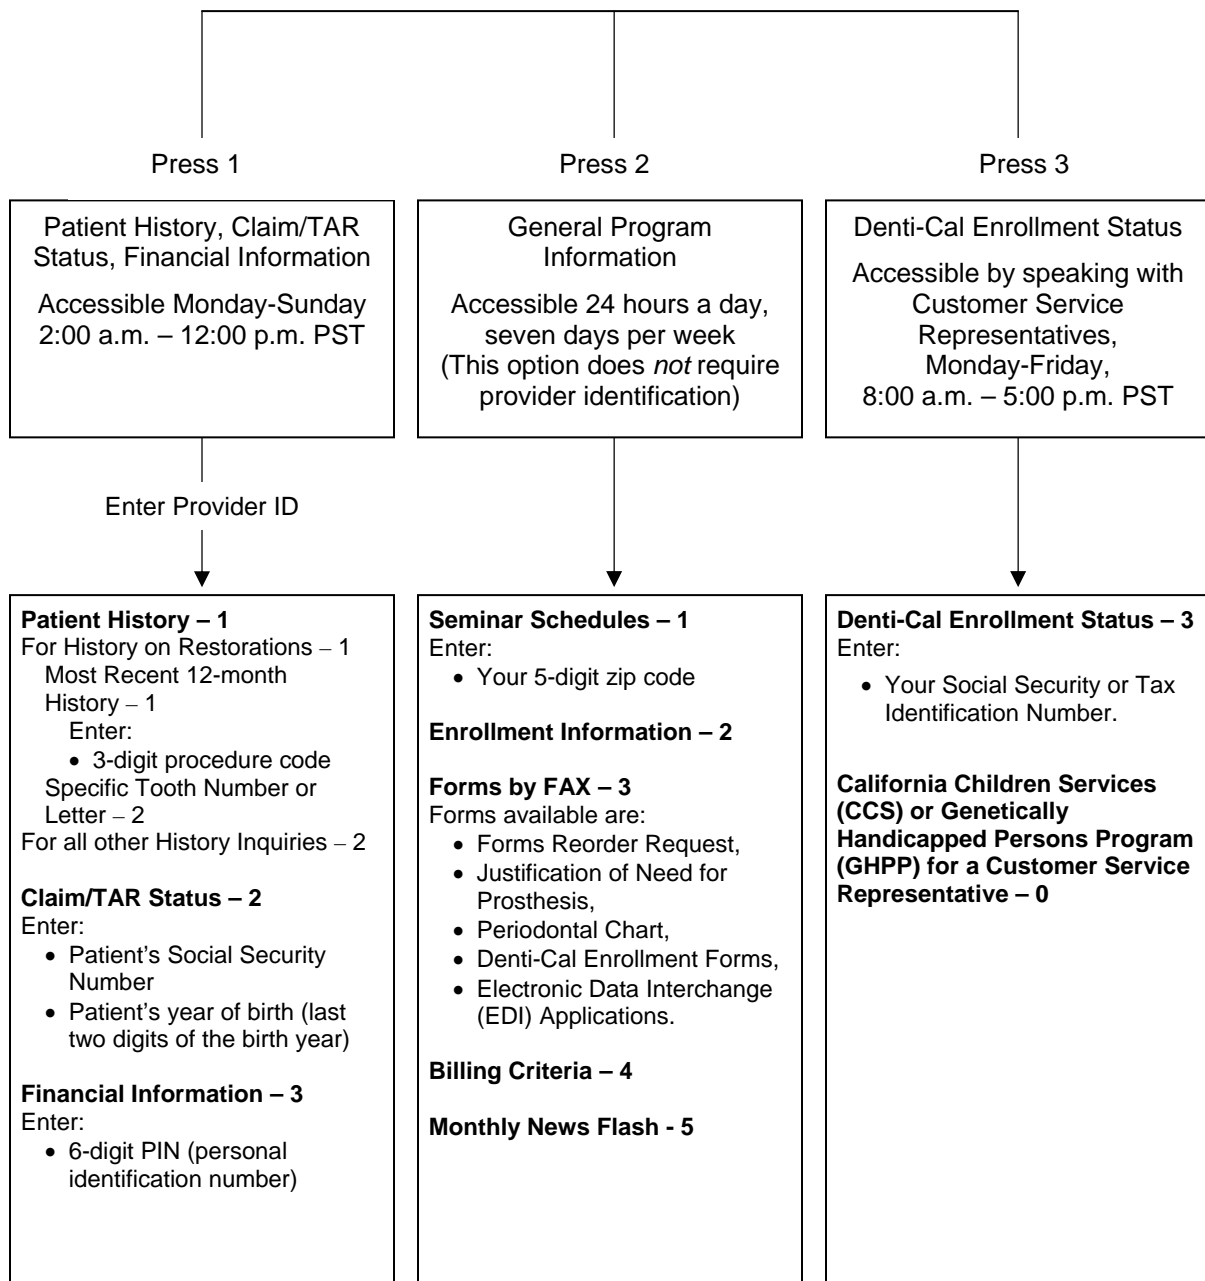 Press 1
Press 2
Press 3
Patient History, Claim/TAR
Status, Financial Information
Accessible Monday-Sunday
2:00 a.m. – 12:00 p.m. PST
General Program
Information
Accessible 24 hours a day,
seven days per week
(This option does not require
provider identification)
Denti-Cal Enrollment Status
Accessible by speaking with
Customer Service
Representatives,
Monday-Friday,
8:00 a.m. – 5:00 p.m. PST
Enter Provider ID
Patient History – 1
For History on Restorations – 1
Most Recent 12-month
History – 1
Enter:
• 3-digit procedure code
Specific Tooth Number or
Letter – 2
For all other History Inquiries – 2
Claim/TAR Status – 2
Enter:
• Patient’s Social Security
Number
• Patient’s year of birth (last
two digits of the birth year)
Financial Information – 3
Enter:
• 6-digit PIN (personal
identification number)
Seminar Schedules – 1
Enter:
• Your 5-digit zip code
Enrollment Information – 2
Forms by FAX – 3
Forms available are:
• Forms Reorder Request,
• Justification of Need for
Prosthesis,
• Periodontal Chart,
• Denti-Cal Enrollment Forms,
• Electronic Data Interchange
(EDI) Applications.
Billing Criteria – 4
Monthly News Flash - 5
Denti-Cal Enrollment Status – 3
Enter:
• Your Social Security or Tax
Identification Number.
California Children Services
(CCS) or Genetically
Handicapped Persons Program
(GHPP) for a Customer Service
Representative – 0